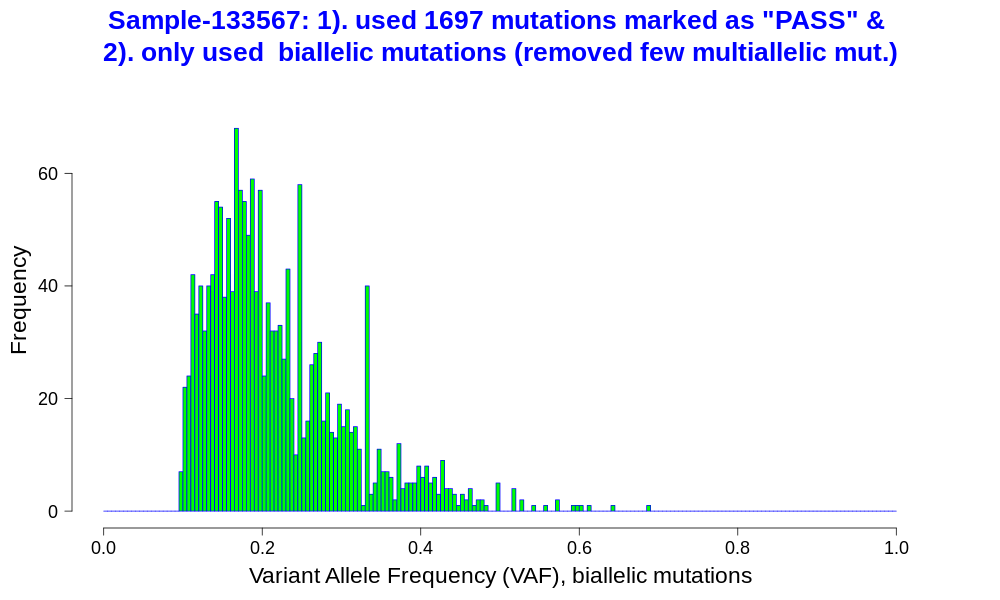 Sample-133567: 1). used 1697 mutations marked as "PASS" &
2). only used  biallelic mutations (removed few multiallelic mut.)
60
40
20
0
Frequency
0.0 0.2 0.4 0.6 0.8 1.0
Variant Allele Frequency (VAF), biallelic mutations